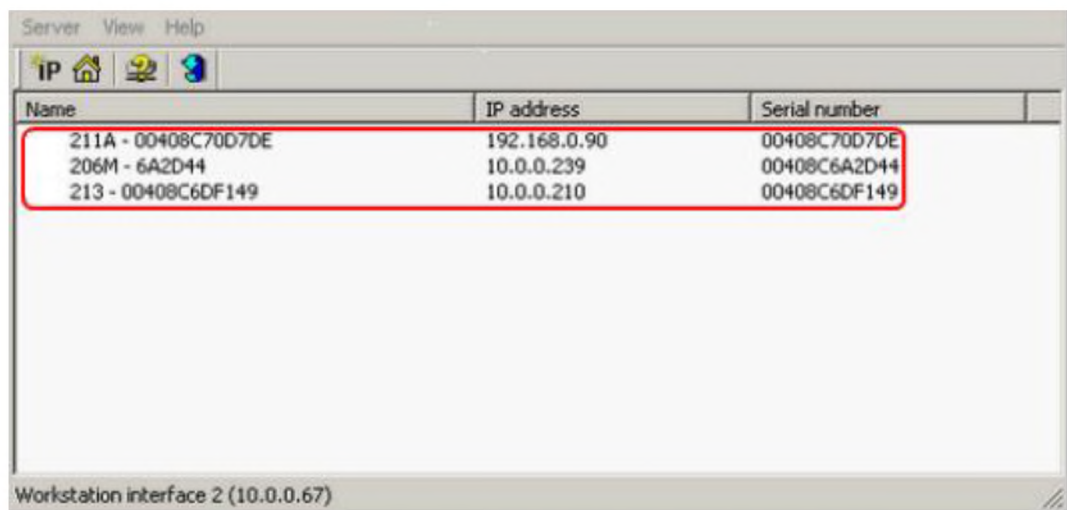 Server View Help
IP
Name IP address Serial number
211A - 00408C70D7DE 192.168.0.90 00408C70D7DE
206M - 6A2D44 10.0.0.239 00408C6A2D44
213 - 00408C6DF149 10.0.0.210 00408C6DF149
Workstation interface 2 (10.0.0.67)